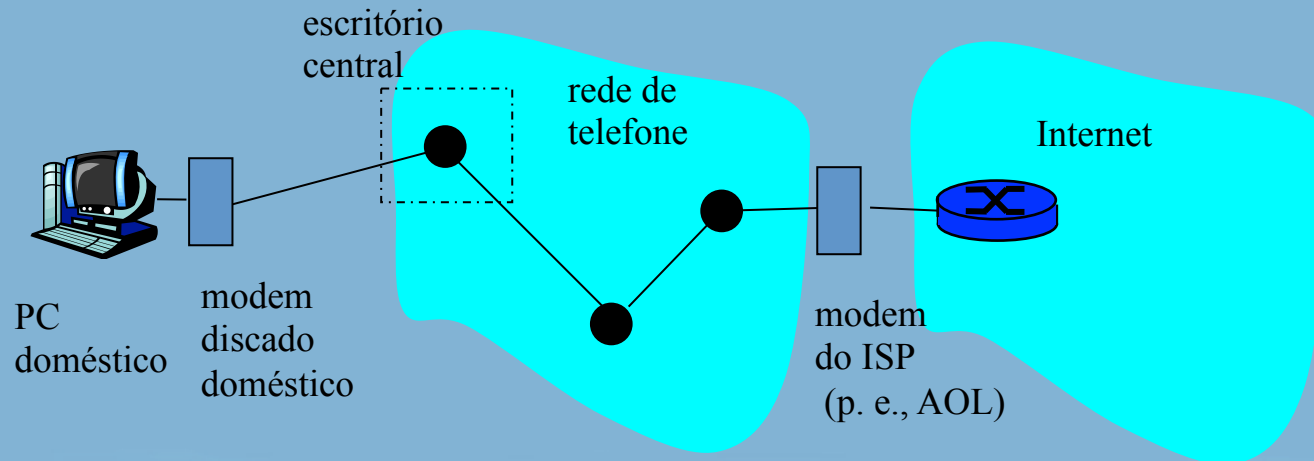 escritório
central
rede de
telefone
Internet
PC
doméstico
modem
discado
doméstico
modem
do ISP
(p. e., AOL)